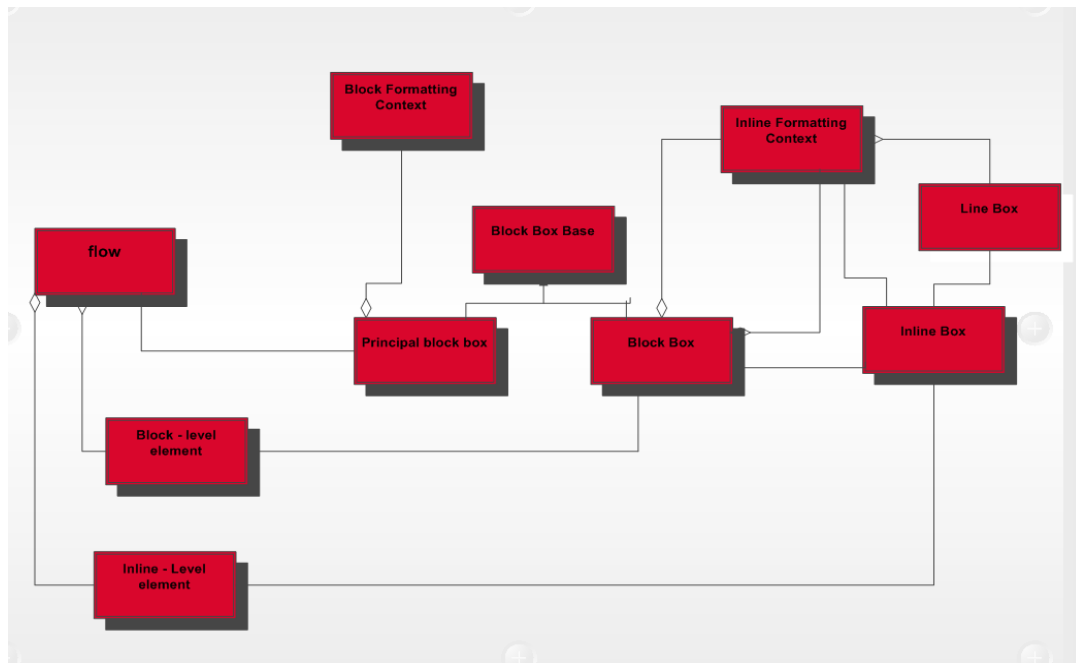 Block Formatting
Context
Inline Formatting
Context
Line Box
Block Box Base
flow
Principal block box
Block Box
Inline Box
Block - level
element
Inline - Level
element